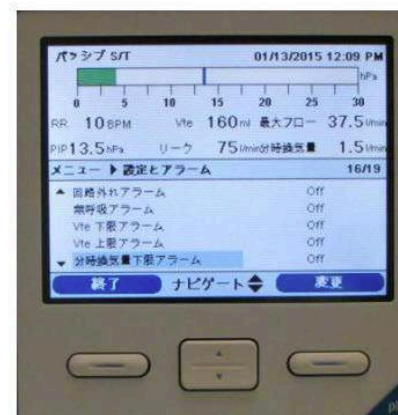 パッシブ S/T 01/13/2015 12:09 PM
hPa
0 5 10 15 20 25 30
RR 10 BPM Vte 160 ml 最大フロー 37.5 l/min
PIP 13.5 hPa リーク 75 l/min 分時換気量 1.5 l/min
メニュー ▶ 設定とアラーム 16/19
回路外れアラーム Off
無呼吸アラーム Off
Vte 下限アラーム Off
Vte 上限アラーム Off
分時換気量下限アラーム Off
終了 ナビゲート 変更